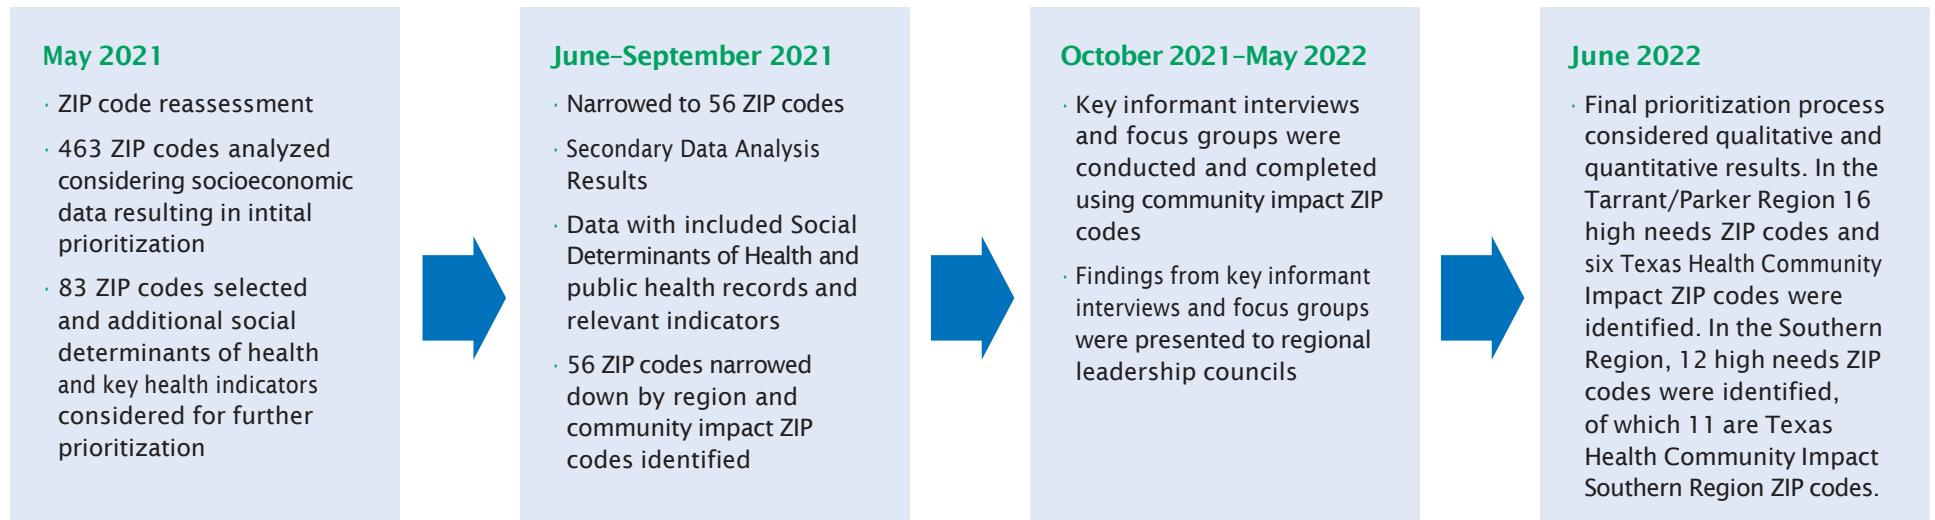 May 2021
· ZIP code reassessment
· 463 ZIP codes analyzed
considering socioeconomic
data resulting in intital
prioritization
· 83 ZIP codes selected
and additional social
determinants of health
and key health indicators
considered for further
prioritization
June–September 2021
· Narrowed to 56 ZIP codes
· Secondary Data Analysis
Results
· Data with included Social
Determinants of Health and
public health records and
relevant indicators
· 56 ZIP codes narrowed
down by region and
community impact ZIP
codes identified
October 2021–May 2022
· Key informant interviews
and focus groups were
conducted and completed
using community impact ZIP
codes
· Findings from key informant
interviews and focus groups
were presented to regional
leadership councils
June 2022
· Final prioritization process
considered qualitative and
quantitative results. In the
Tarrant/Parker Region 16
high needs ZIP codes and
six Texas Health Community
Impact ZIP codes were
identified. In the Southern
Region, 12 high needs ZIP
codes were identified,
of which 11 are Texas
Health Community Impact
Southern Region ZIP codes.